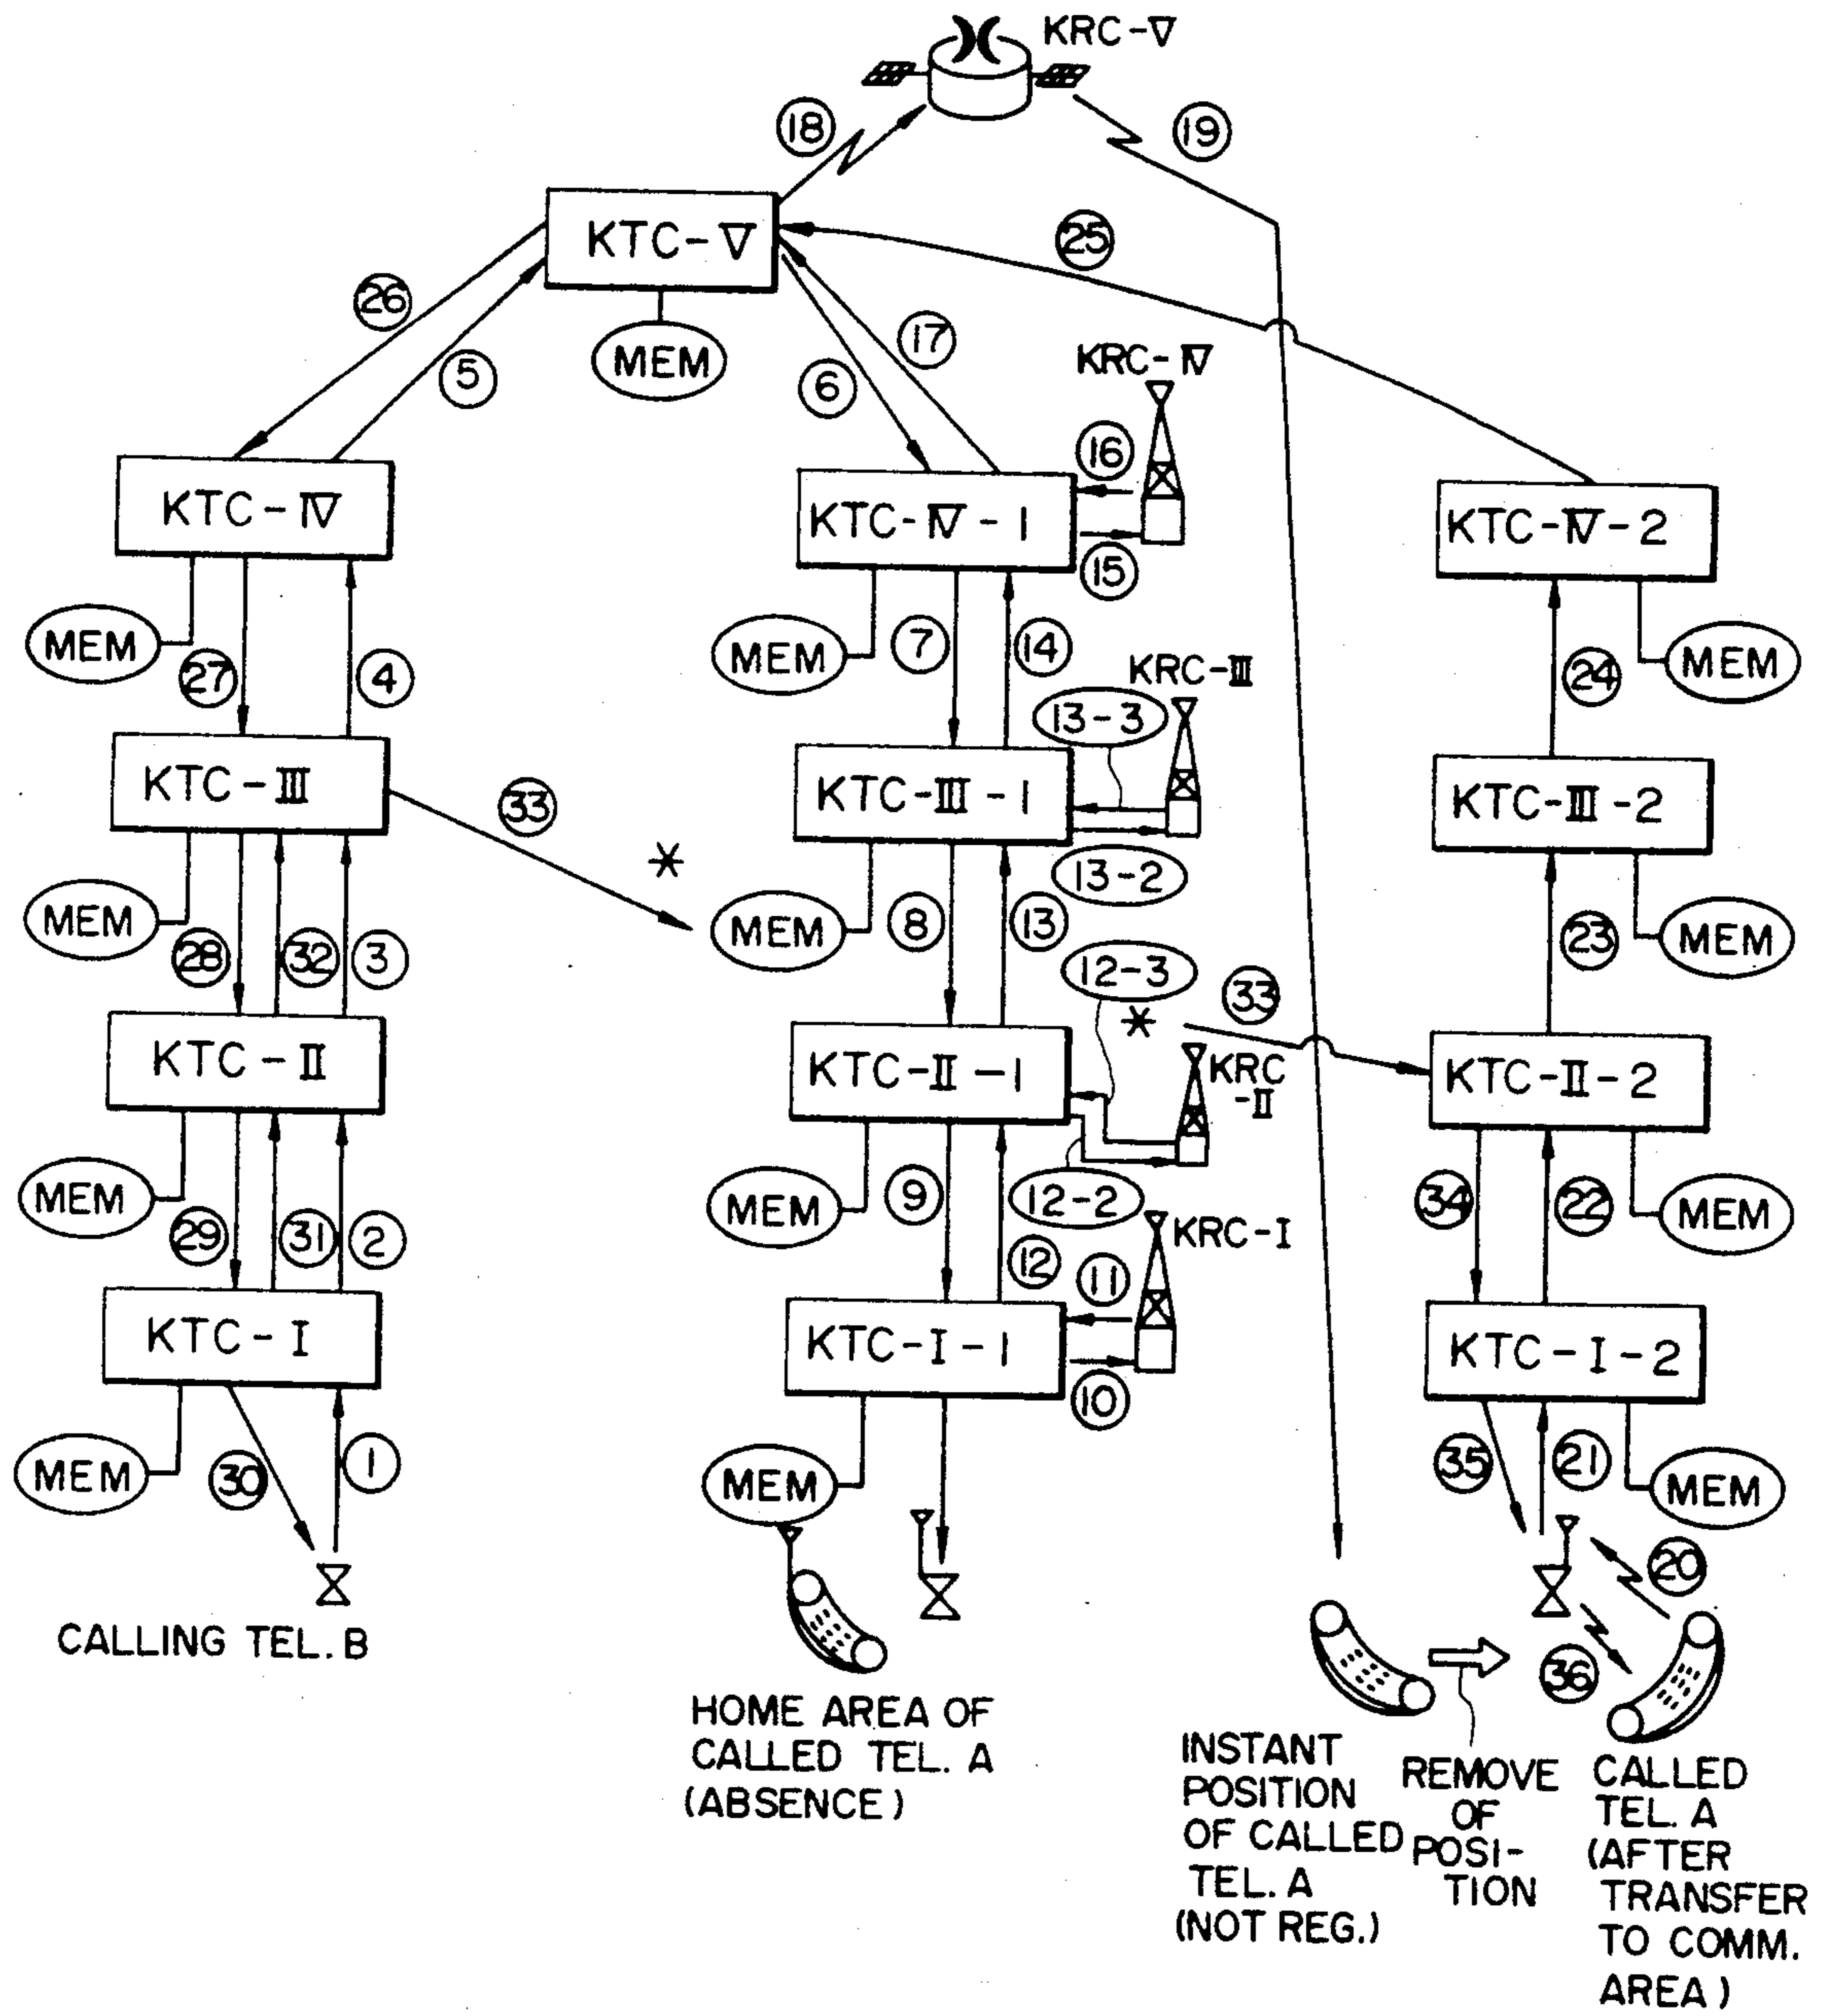 KRC-V
18
19
KTC-V
25
26
5
MEM
6
17
KRC-IV
16
15
KTC-IV
KTC-IV-1
KTC-IV-2
MEM
27
4
MEM
7
14
KRC-III
13-3
24
MEM
KTC-III
33
*
KTC-III-1
13-2
KTC-III-2
MEM
28
32
3
MEM
8
13
12-3
*
33
23
MEM
KTC-II
KTC-II-1
KRC
-II
KTC-II-2
MEM
29
31
2
MEM
9
12-2
12
11
KRC-I
34
22
MEM
KTC-I
KTC-I-1
10
KTC-I-2
MEM
30
1
MEM
35
21
MEM
20
36
CALLING TEL. B
HOME AREA OF
CALLED TEL. A
(ABSENCE)
INSTANT
POSITION
OF CALLED
TEL. A
(NOT REG.)
REMOVE
OF
POSI-
TION
CALLED
TEL. A
(AFTER
TRANSFER
TO COMM.
AREA)